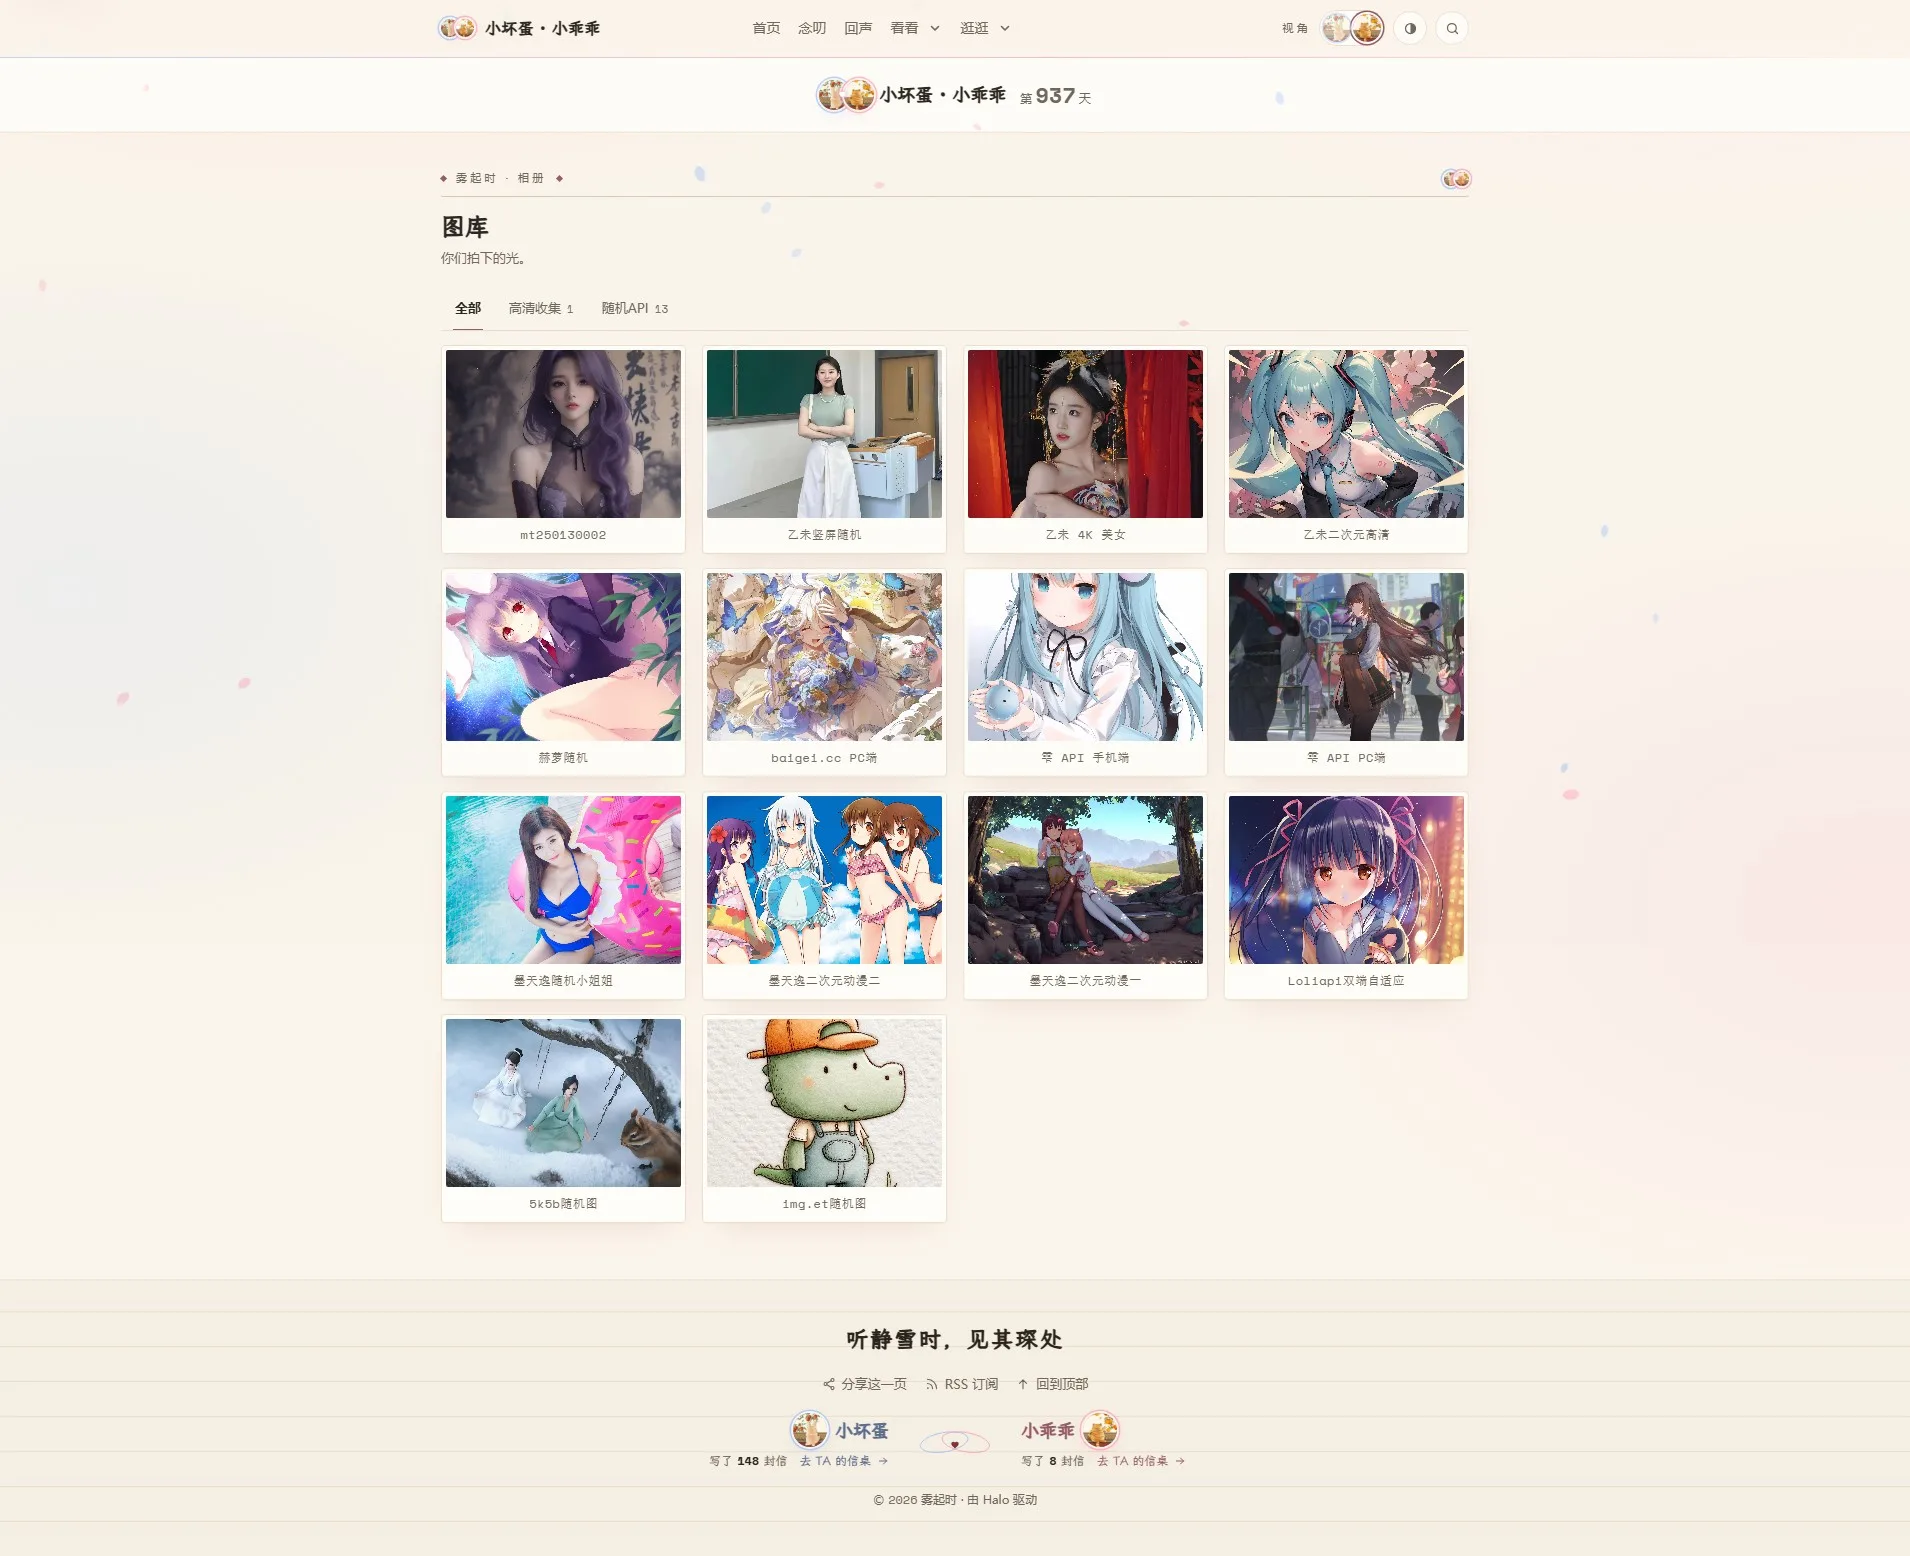 小坏蛋・小乖乖
首页 念叨 回声 看看 逛逛
视角
小坏蛋・小乖乖 第 937 天
雾起时 · 相册
图库
你们拍下的光。
全部 高清收集 1 随机API 13
mt250130002
乙未竖屏随机
乙未 4K 美女
乙未二次元高清
赫萝随机
baigei.cc PC端
零 API 手机端
零 API PC端
墨天逸随机小姐姐
墨天逸二次元动漫二
墨天逸二次元动漫一
Loliapi双端自适应
5k5b随机图
img.et随机图
听静雪时，见其琛处
分享这一页 RSS 订阅 回到顶部
小坏蛋
写了 148 封信 去 TA 的信桌 →
小乖乖
写了 8 封信 去 TA 的信桌 →
© 2026 雾起时 · 由 Halo 驱动